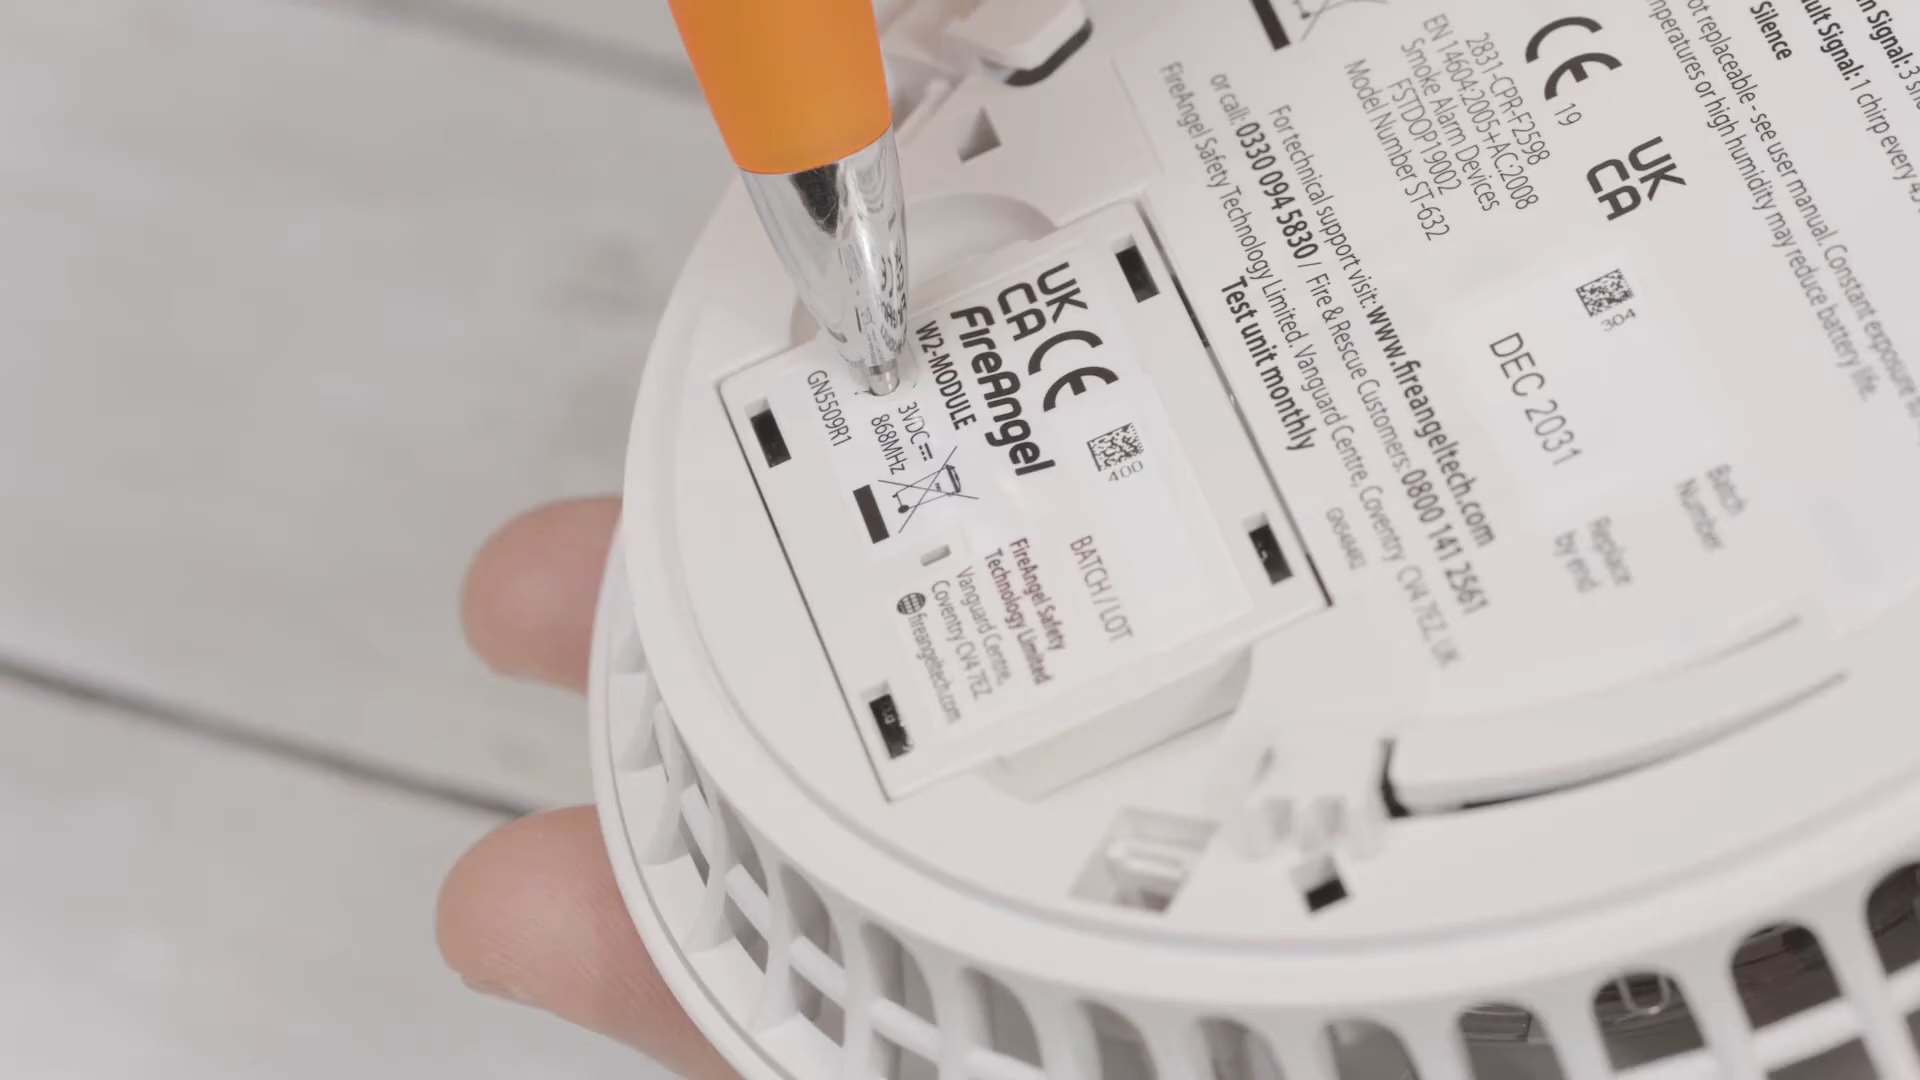 UK
CA CE
FireAngel
W2-MODULE
3VDC
868MHz
GN5509R1
400
BATCH / LOT
FireAngel Safety
Technology Limited
Vanguard Centre,
Coventry CV4 7EZ
fireangeltech.com
CE 19
UK
CA
2831-CPR-F2598
EN 14604:2005+AC:2008
Smoke Alarm Devices
FSTDOP19002
Model Number ST-632
For technical support visit: www.fireangeltech.com
or call: 0330 094 5830 / Fire & Rescue Customers: 0800 141 2561
FireAngel Safety Technology Limited. Vanguard Centre, Coventry CV4 7EZ, UK
Test unit monthly
304
DEC 2031
Batch
Number
Replace
by end
Silence
Signal: 3
Signal: 1 chirp every 45
replaceable - see user manual. Constant exposure
or high humidity may reduce battery life.